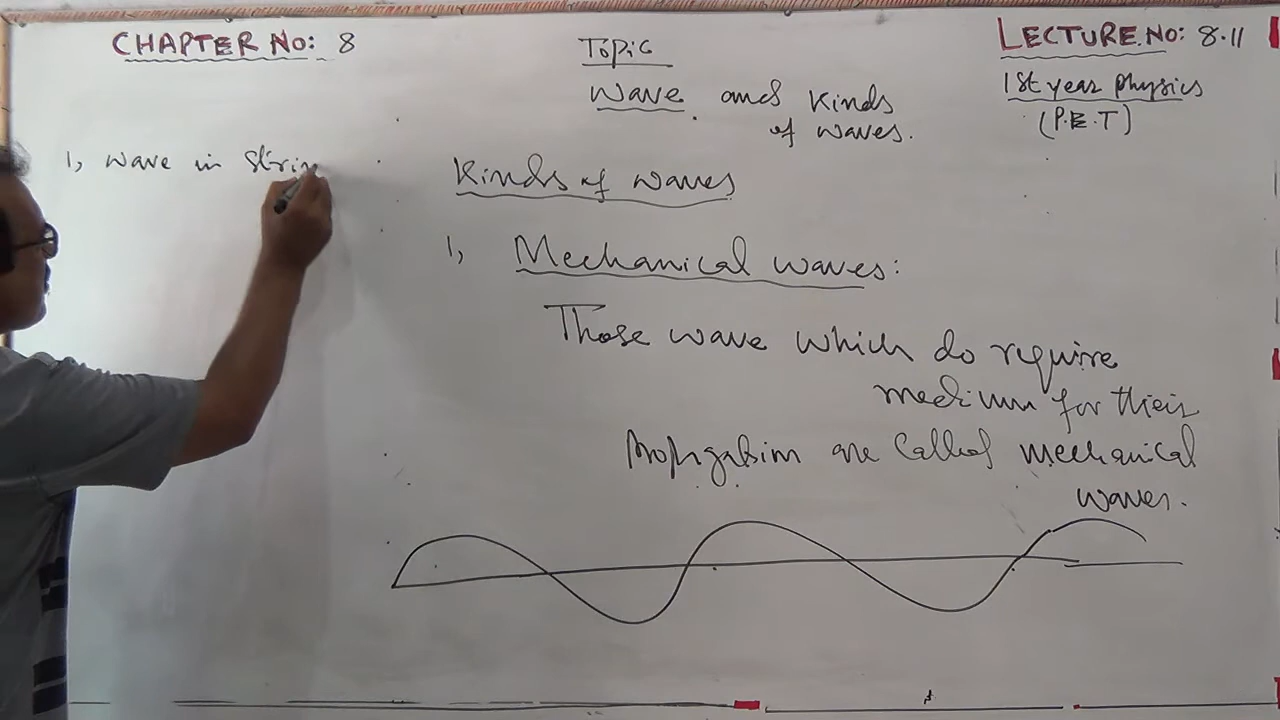 CHAPTER NO: 8
Topic
Wave and Kinds
of waves.
LECTURE.NO: 8.11
1st year physics
(P.E.T)
1, wave in Strin
Kinds of waves
1, Mechanical waves:
Those wave which do require
medium for their
propagation are called mechanical
waves.